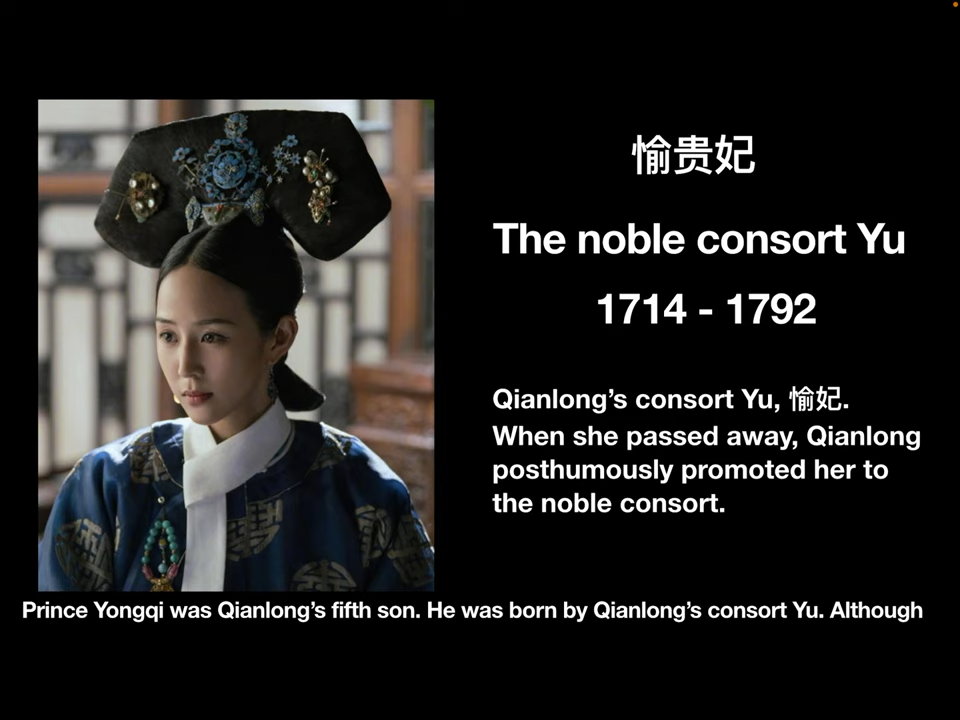 愉贵妃
The noble consort Yu
1714 - 1792
Qianlong’s consort Yu, 愉妃.
When she passed away, Qianlong
posthumously promoted her to
the noble consort.
Prince Yongqi was Qianlong’s fifth son. He was born by Qianlong’s consort Yu. Although